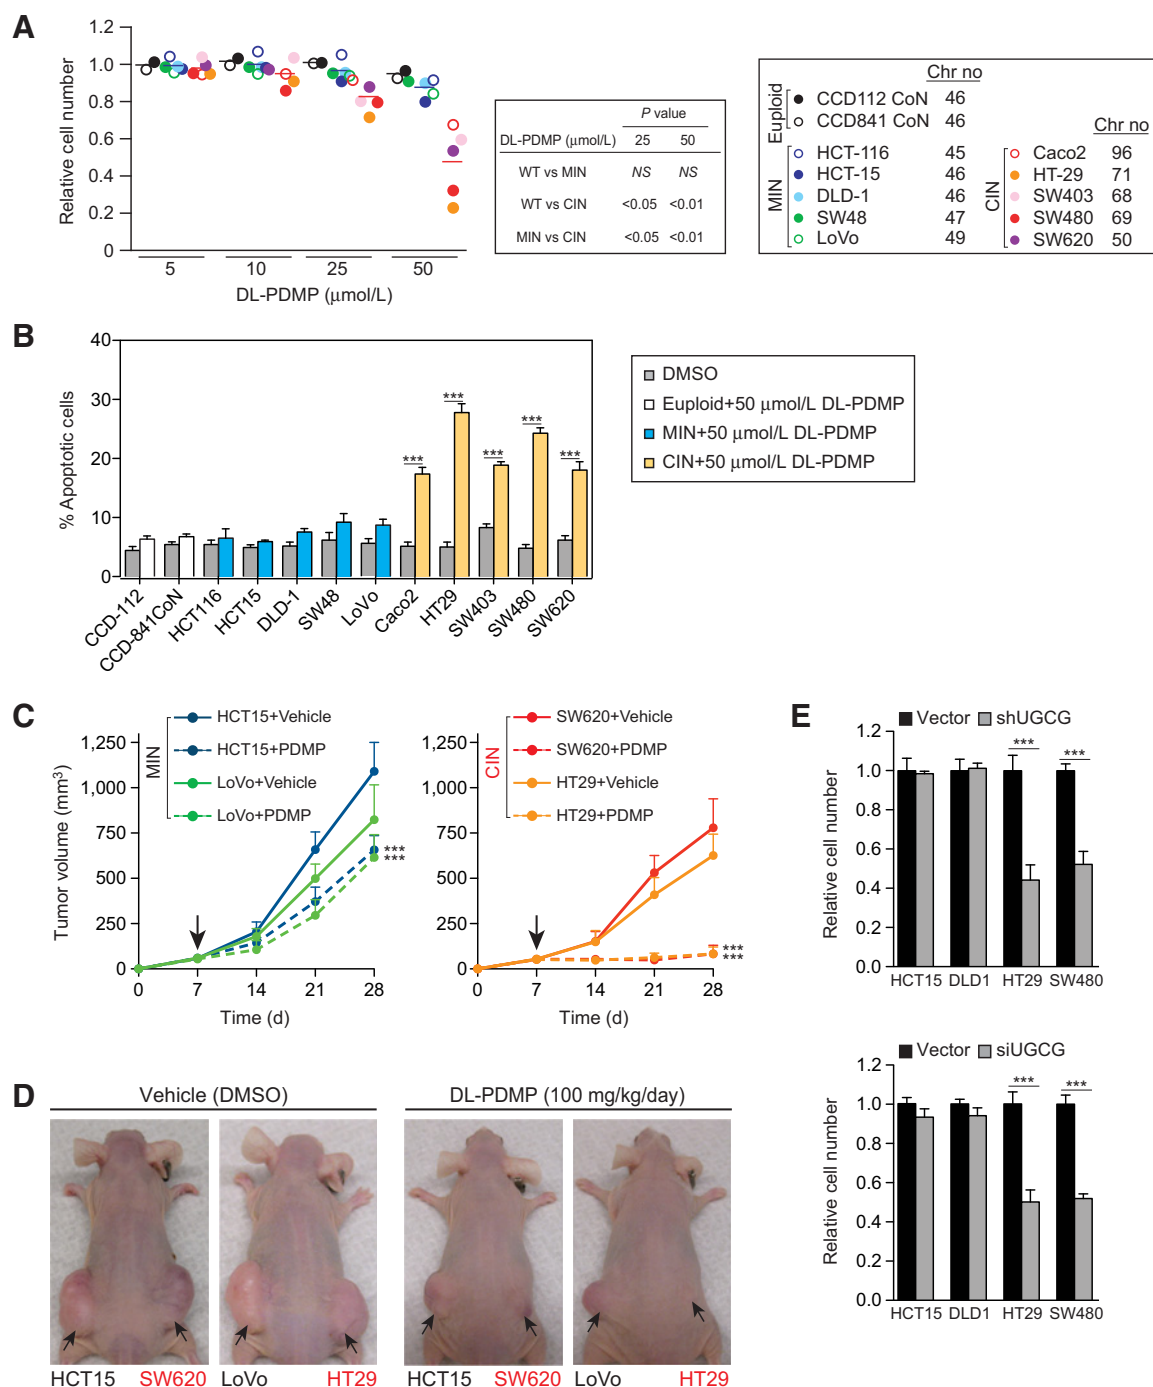 A
1.2
1.0
0.8
0.6
0.4
0.2
0
Relative cell number
5 10 25 50
DL-PDMP (μmol/L)
P value
DL-PDMP (μmol/L) 25 50
WT vs MIN NS NS
WT vs CIN <0.05 <0.01
MIN vs CIN <0.05 <0.01
Chr no
Euploid
CCD112 CoN 46
CCD841 CoN 46
MIN
HCT-116 45
HCT-15 46
DLD-1 46
SW48 47
LoVo 49
Chr no
CIN
Caco2 96
HT-29 71
SW403 68
SW480 69
SW620 50
B
40
30
20
10
0
% Apoptotic cells
*** *** *** *** ***
CCD-112
CCD-841CoN
HCT116
HCT15
DLD-1
SW48
LoVo
Caco2
HT29
SW403
SW480
SW620
DMSO
Euploid+50 μmol/L DL-PDMP
MIN+50 μmol/L DL-PDMP
CIN+50 μmol/L DL-PDMP
C
MIN
HCT15+Vehicle
HCT15+PDMP
LoVo+Vehicle
LoVo+PDMP
1,250
1,000
750
500
250
0
Tumor volume (mm³)
***
***
0 7 14 21 28
Time (d)
CIN
SW620+Vehicle
SW620+PDMP
HT29+Vehicle
HT29+PDMP
1,250
1,000
750
500
250
0
***
***
0 7 14 21 28
Time (d)
D
Vehicle (DMSO)
DL-PDMP (100 mg/kg/day)
HCT15 SW620 LoVo HT29
HCT15 SW620 LoVo HT29
E
Vector shUGCG
1.2
1.0
0.8
0.6
0.4
0.2
0.0
Relative cell number
*** ***
HCT15 DLD1 HT29 SW480
Vector siUGCG
1.2
1.0
0.8
0.6
0.4
0.2
0.0
Relative cell number
*** ***
HCT15 DLD1 HT29 SW480